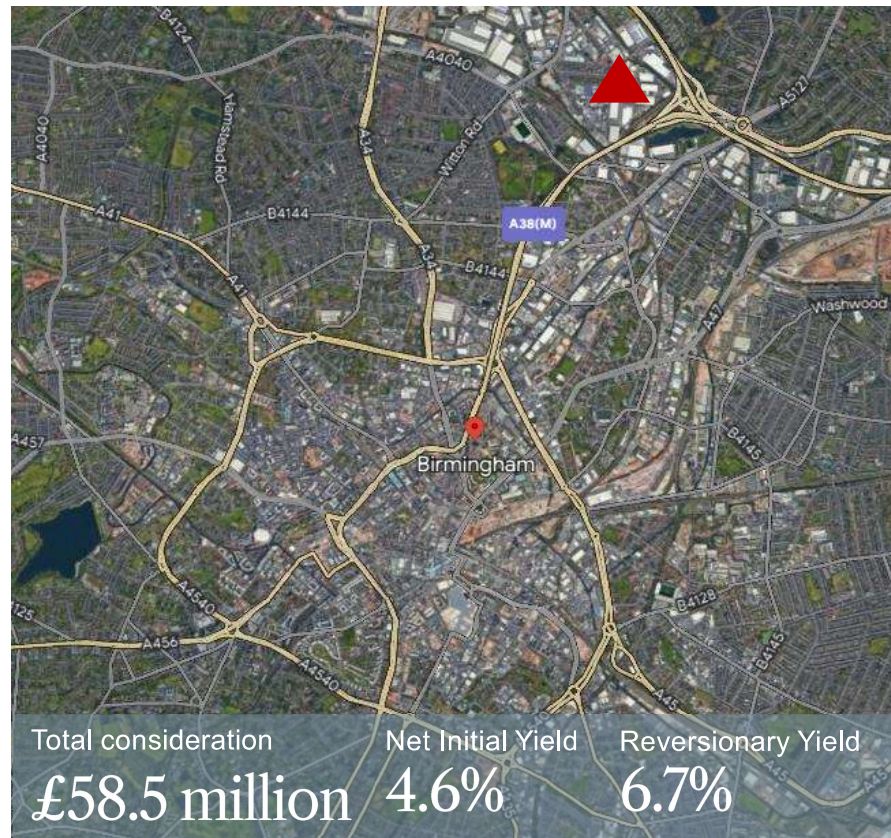 B4124
A4040
A4040
Hamstead Rd
A34
Witton Rd
A5127
A41
B4144
A38(M)
A34
B4144
A41
A47
Washwood
A457
Birmingham
B4145
A4540
B4128
B4145
A456
A4540
A45
A45
Total consideration
Net Initial Yield
Reversionary Yield
£58.5 million
4.6%
6.7%